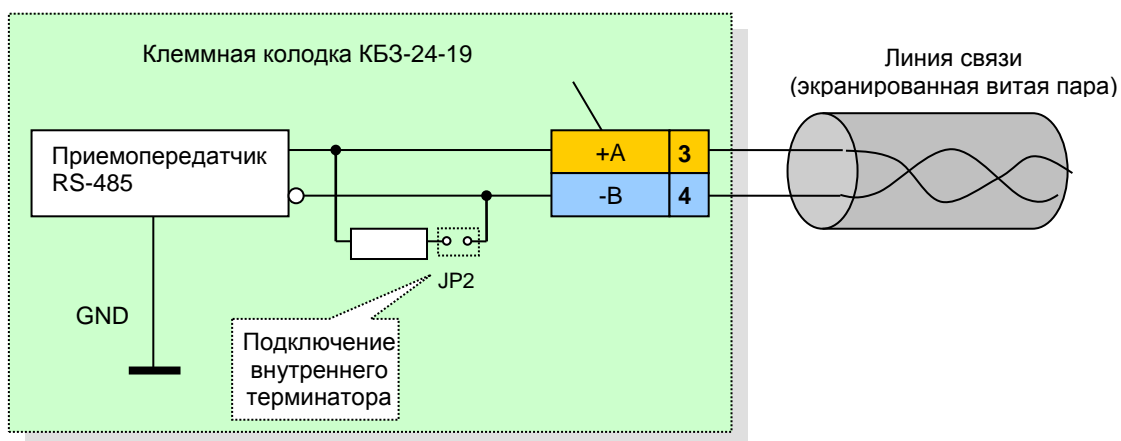 Клеммная колодка КБЗ-24-19
Линия связи
(экранированная витая пара)
Приемопередатчик
RS-485
+А
3
-В
4
JP2
GND
Подключение
внутреннего
терминатора